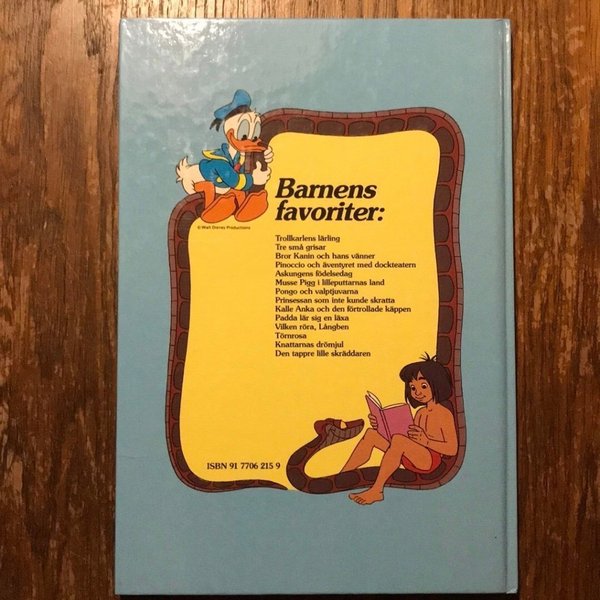 Barnens
favoriter:
© Walt Disney Productions
Trollkarlens lärling
Tre små grisar
Bror Kanin och hans vänner
Pinoccio och äventyret med dockteatern
Askungens födelsedag
Musse Pigg i lilleputtarnas land
Pongo och valptjuvarna
Prinsessan som inte kunde skratta
Kalle Anka och den förtrollade käppen
Padda lär sig en läxa
Vilken röra, Långben
Törnrosa
Knattarnas drömjul
Den tappre lille skräddaren
ISBN 91 7706 215 9